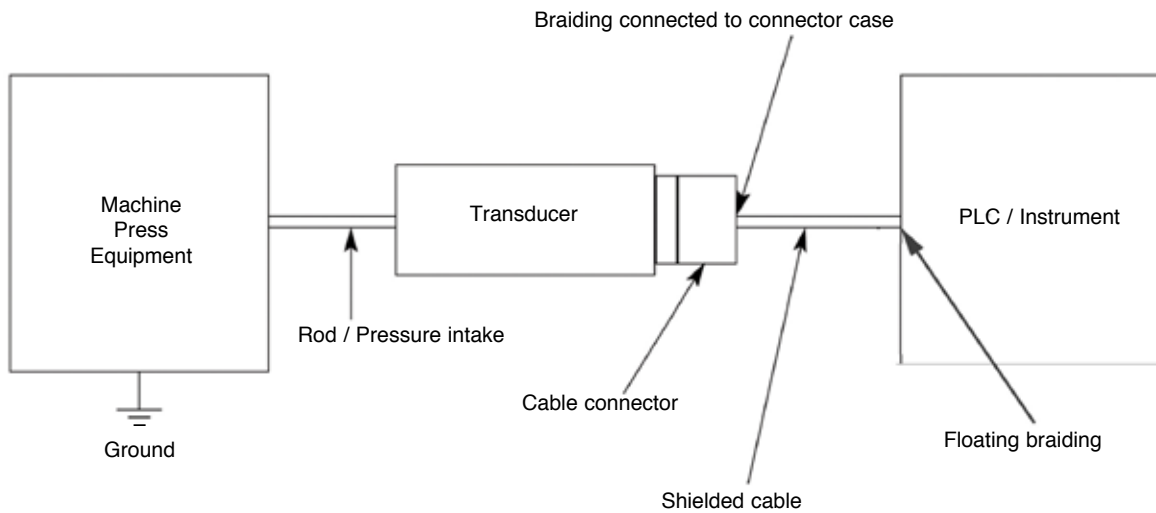 Braiding connected to connector case
Machine
Press
Equipment
Transducer
PLC / Instrument
Rod / Pressure intake
Cable connector
Ground
Floating braiding
Shielded cable